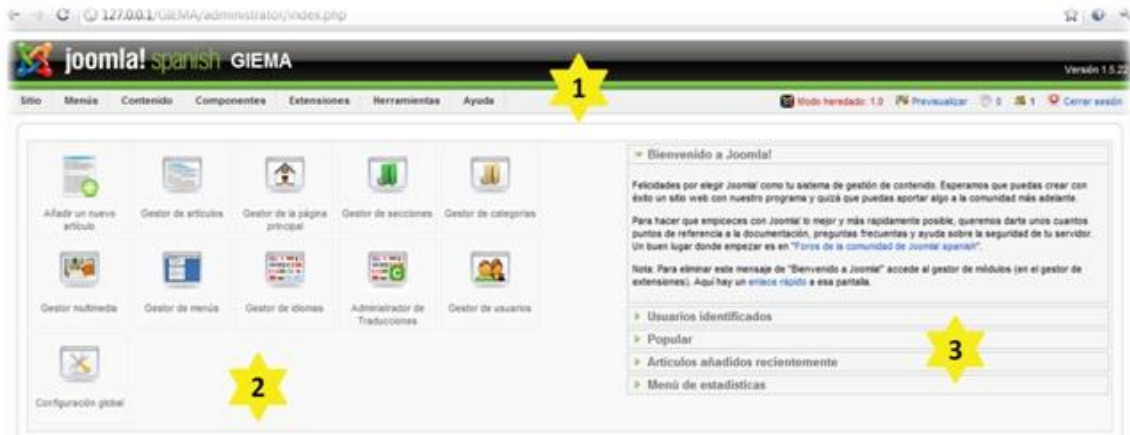 127.0.0.1/GIEMA/administrator/index.php
joomla! spanish GIEMA
Versión 1.5.22
1
Sitio Menús Contenido Componentes Extensiones Herramientas Ayuda
Modo heredado: 1.0 Previsualizar 0 1 Cerrar sesión
Añadir un nuevo artículo
Gestor de artículos
Gestor de la página principal
Gestor de secciones
Gestor de categorías
Gestor multimedia
Gestor de menús
Gestor de idiomas
Administrador de Traducciones
Gestor de usuarios
Configuración global
2
Bienvenido a Joomla!
Felicidades por elegir Joomla! como tu sistema de gestión de contenido. Esperamos que puedas crear con
éxito un sitio web con nuestro programa y quizá que puedas aportar algo a la comunidad más adelante.
Para hacer que empiceces con Joomla! lo mejor y más rapidamente posible, queremos darte unos cuantos
puntos de referencia a la documentación, preguntas frecuentes y ayuda sobre la seguridad de tu servidor.
Un buen lugar donde empezar es en "Foros de la comunidad de Joomla! spanish".
Nota: Para eliminar este mensaje de "Bienvenido a Joomla!" accede al gestor de módulos (en el gestor de
extensiones). Aquí hay un enlace rápido a esa pantalla.
Usuarios identificados
Popular
Artículos añadidos recientemente
Menú de estadísticas
3